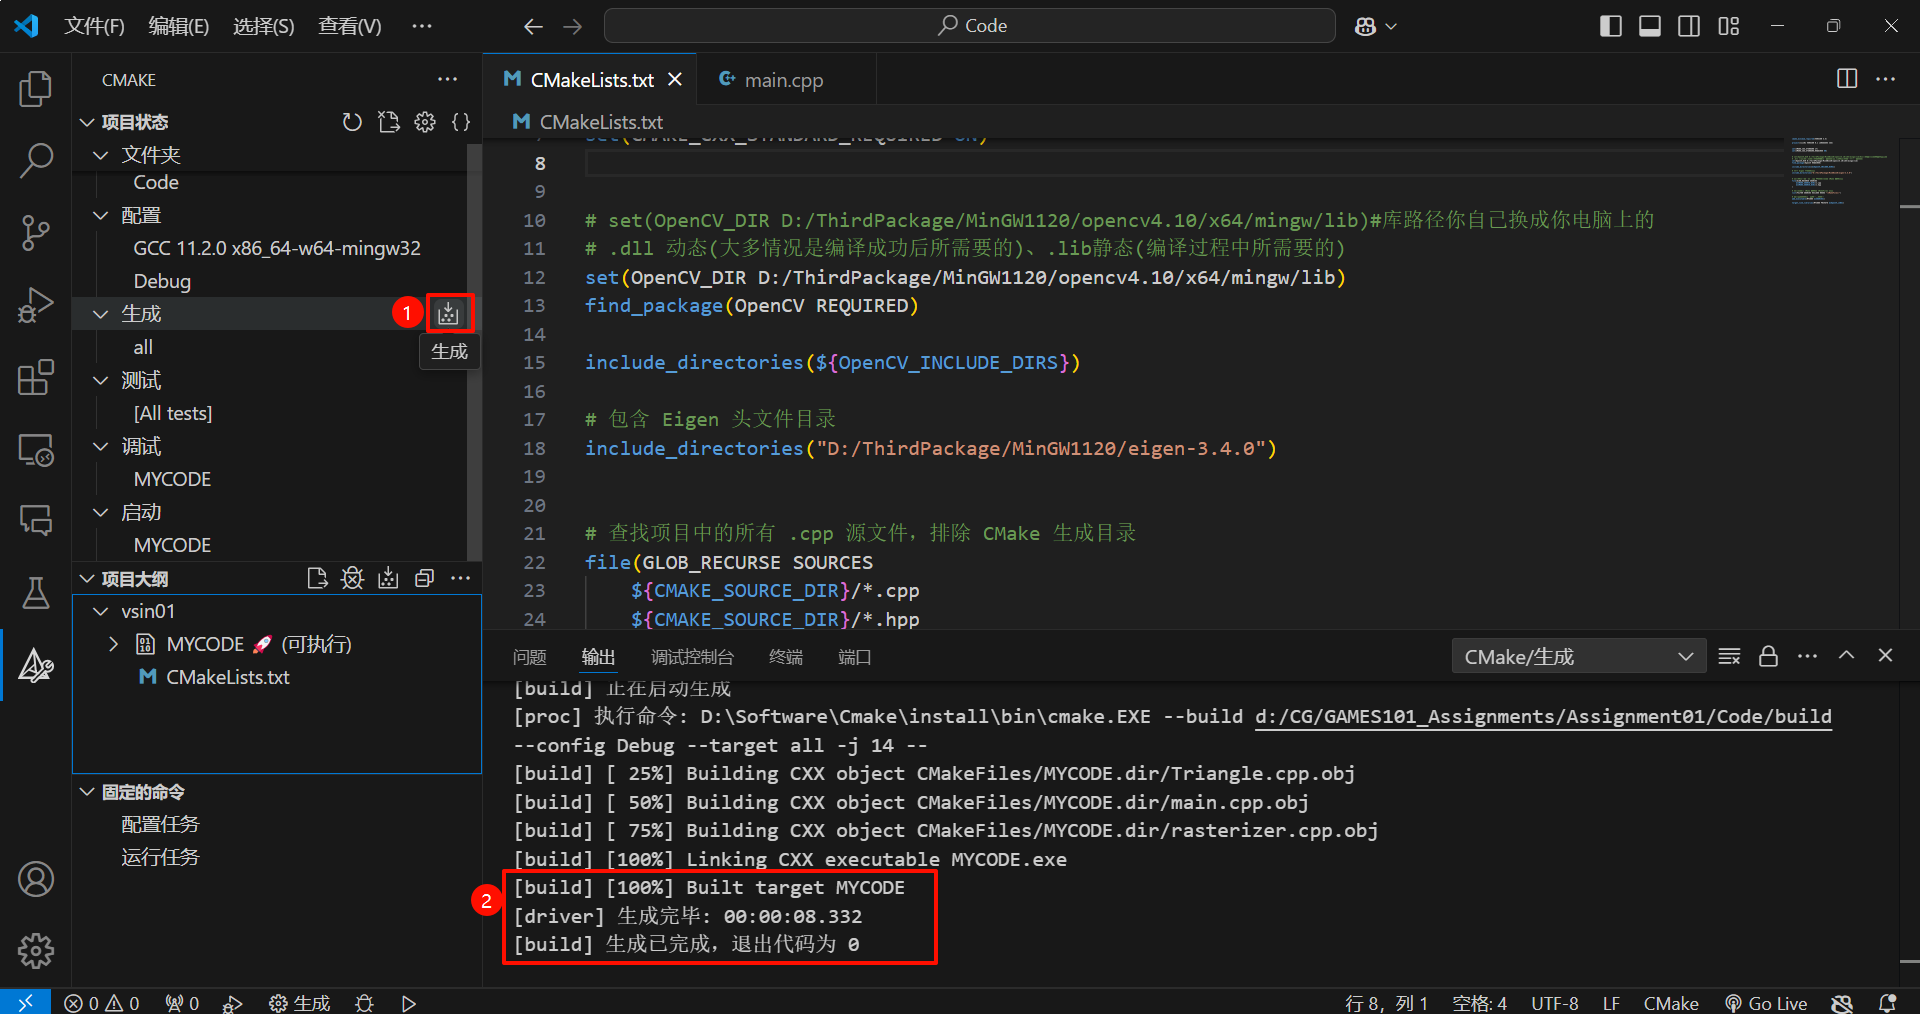 文件(F) 编辑(E) 选择(S) 查看(V) ··· Code
CMAKE
项目状态
文件夹
Code
配置
GCC 11.2.0 x86_64-w64-mingw32
Debug
生成
1
生成
all
测试
[All tests]
调试
MYCODE
启动
MYCODE
项目大纲
vsin01
MYCODE 🚀 (可执行)
CMakeLists.txt
固定的命令
配置任务
运行任务
CMakeLists.txt main.cpp
CMakeLists.txt
7 set(CMAKE_CXX_STANDARD_REQUIRED ON)
8
9
10 # set(OpenCV_DIR D:/ThirdPackage/MinGW1120/opencv4.10/x64/mingw/lib)#库路径你自己换成你电脑上的
11 # .dll 动态(大多情况是编译成功后所需要的)、.lib静态(编译过程中所需要的)
12 set(OpenCV_DIR D:/ThirdPackage/MinGW1120/opencv4.10/x64/mingw/lib)
13 find_package(OpenCV REQUIRED)
14
15 include_directories(${OpenCV_INCLUDE_DIRS})
16
17 # 包含 Eigen 头文件目录
18 include_directories("D:/ThirdPackage/MinGW1120/eigen-3.4.0")
19
20
21 # 查找项目中的所有 .cpp 源文件，排除 CMake 生成目录
22 file(GLOB_RECURSE SOURCES
23 ${CMAKE_SOURCE_DIR}/*.cpp
24 ${CMAKE_SOURCE_DIR}/*.hpp
问题 输出 调试控制台 终端 端口 CMake/生成
[build] 正在启动生成
[proc] 执行命令: D:\Software\Cmake\install\bin\cmake.EXE --build d:/CG/GAMES101_Assignments/Assignment01/Code/build
--config Debug --target all -j 14 --
[build] [ 25%] Building CXX object CMakeFiles/MYCODE.dir/Triangle.cpp.obj
[build] [ 50%] Building CXX object CMakeFiles/MYCODE.dir/main.cpp.obj
[build] [ 75%] Building CXX object CMakeFiles/MYCODE.dir/rasterizer.cpp.obj
[build] [100%] Linking CXX executable MYCODE.exe
2
[build] [100%] Built target MYCODE
[driver] 生成完毕: 00:00:08.332
[build] 生成已完成，退出代码为 0
0 0 0 生成 行 8，列 1 空格: 4 UTF-8 LF CMake Go Live